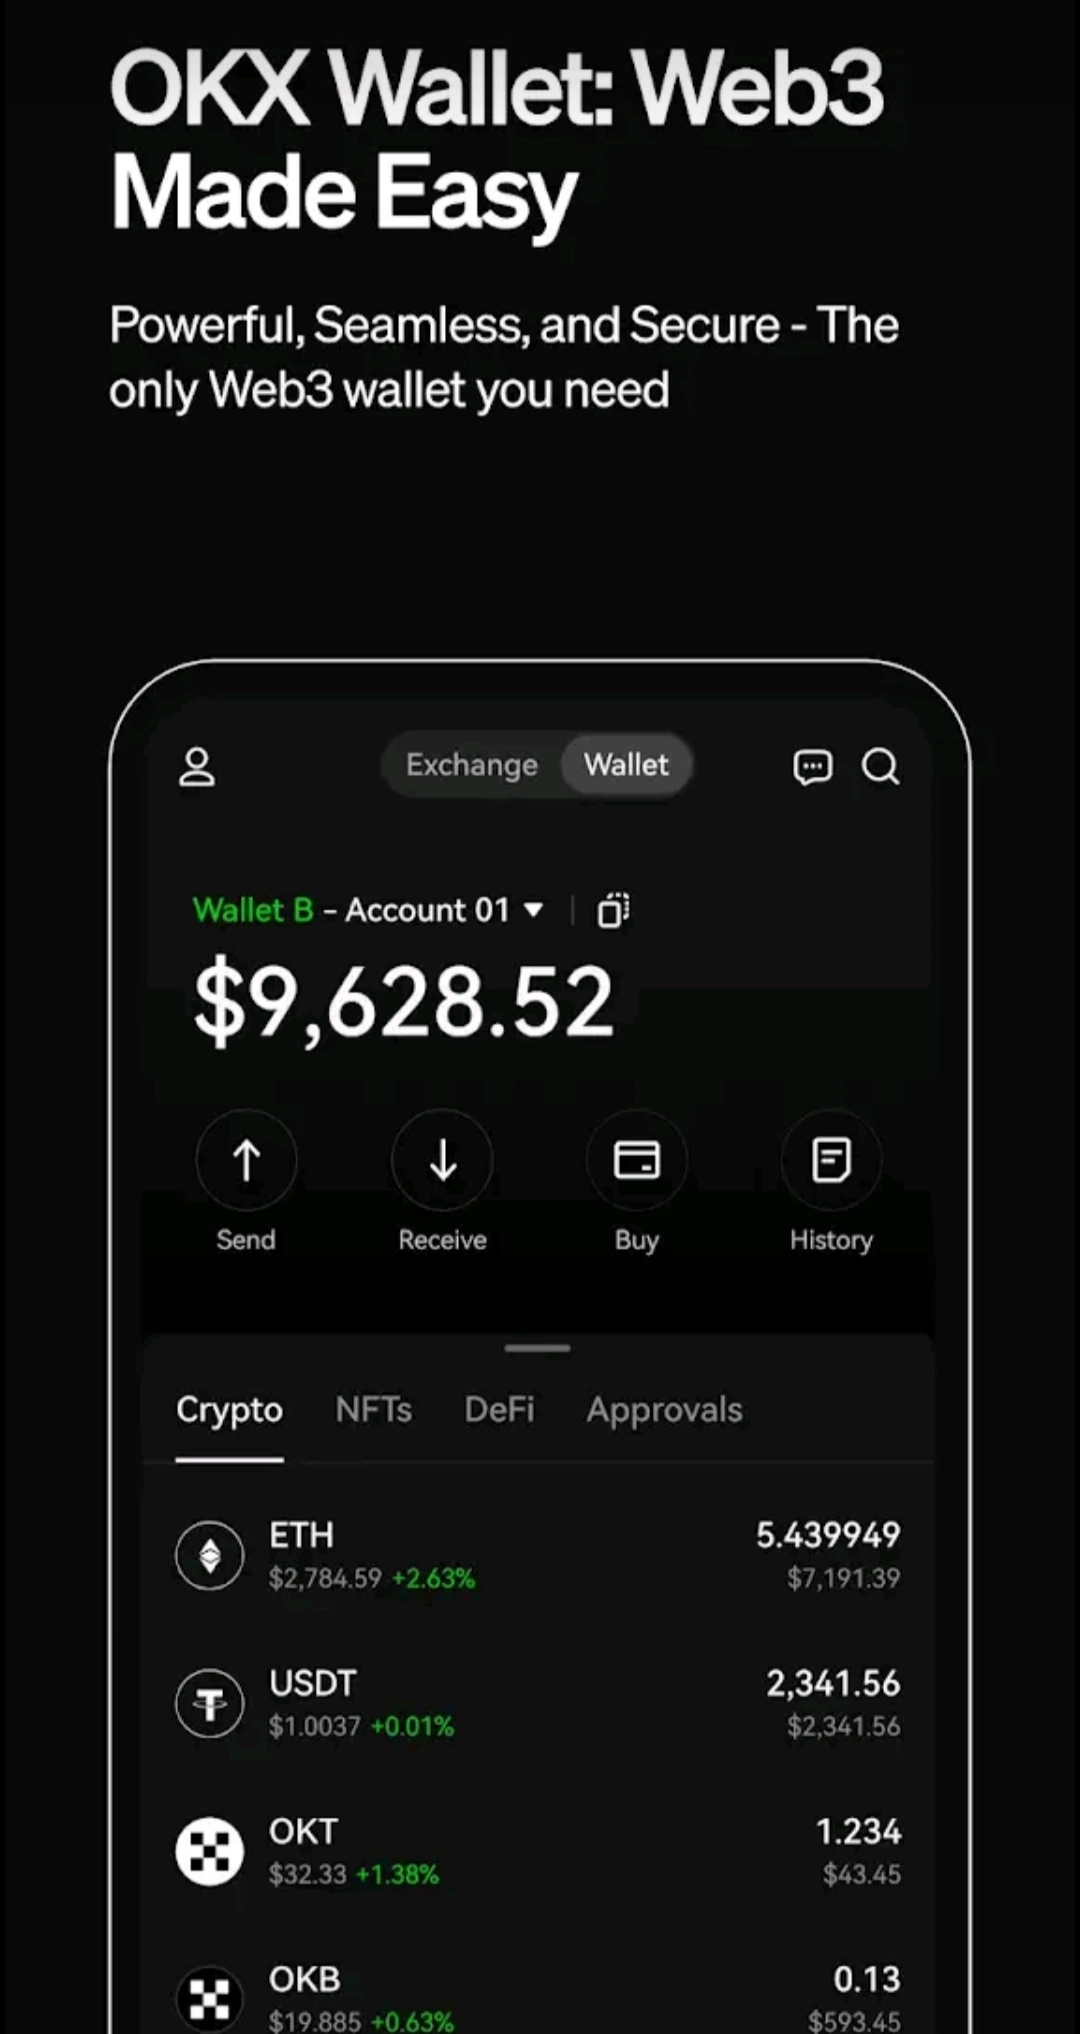 OKX Wallet: Web3
Made Easy
Powerful, Seamless, and Secure - The
only Web3 wallet you need
Exchange Wallet
Wallet B - Account 01
$9,628.52
Send Receive Buy History
Crypto NFTs DeFi Approvals
ETH 5.439949
$2,784.59 +2.63% $7,191.39
USDT 2,341.56
$1.0037 +0.01% $2,341.56
OKT 1.234
$32.33 +1.38% $43.45
OKB 0.13
$19.885 +0.63% $593.45